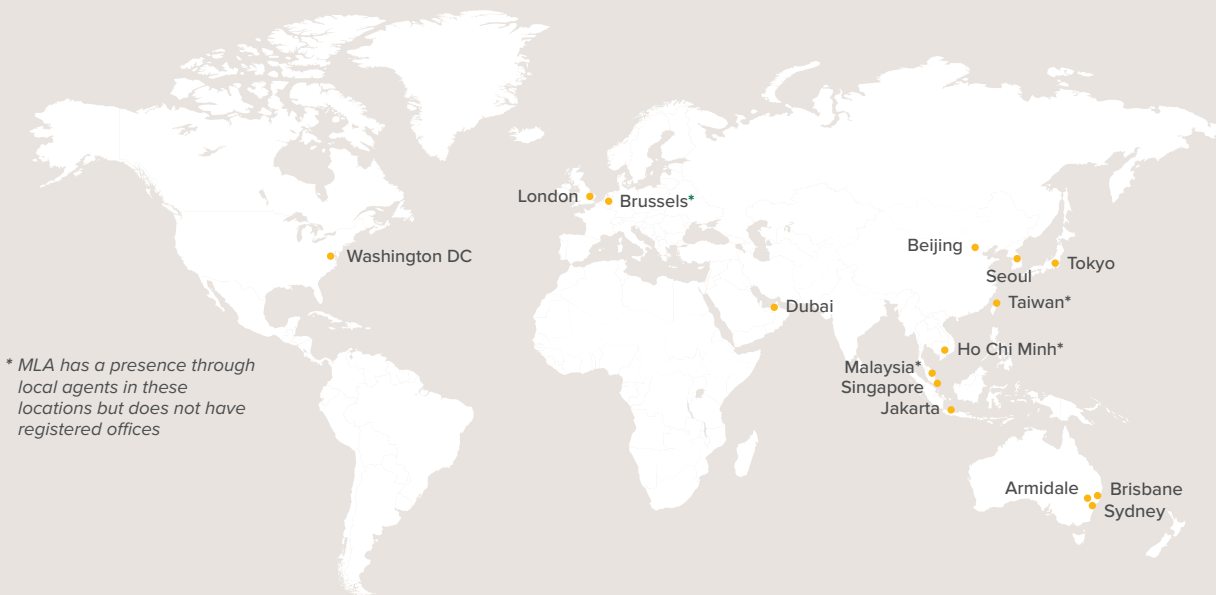 London
Brussels*
Washington DC
Beijing
Seoul
Tokyo
Dubai
Taiwan*
Ho Chi Minh*
Malaysia*
Singapore
Jakarta
* MLA has a presence through
local agents in these
locations but does not have
registered offices
Armidale
Brisbane
Sydney